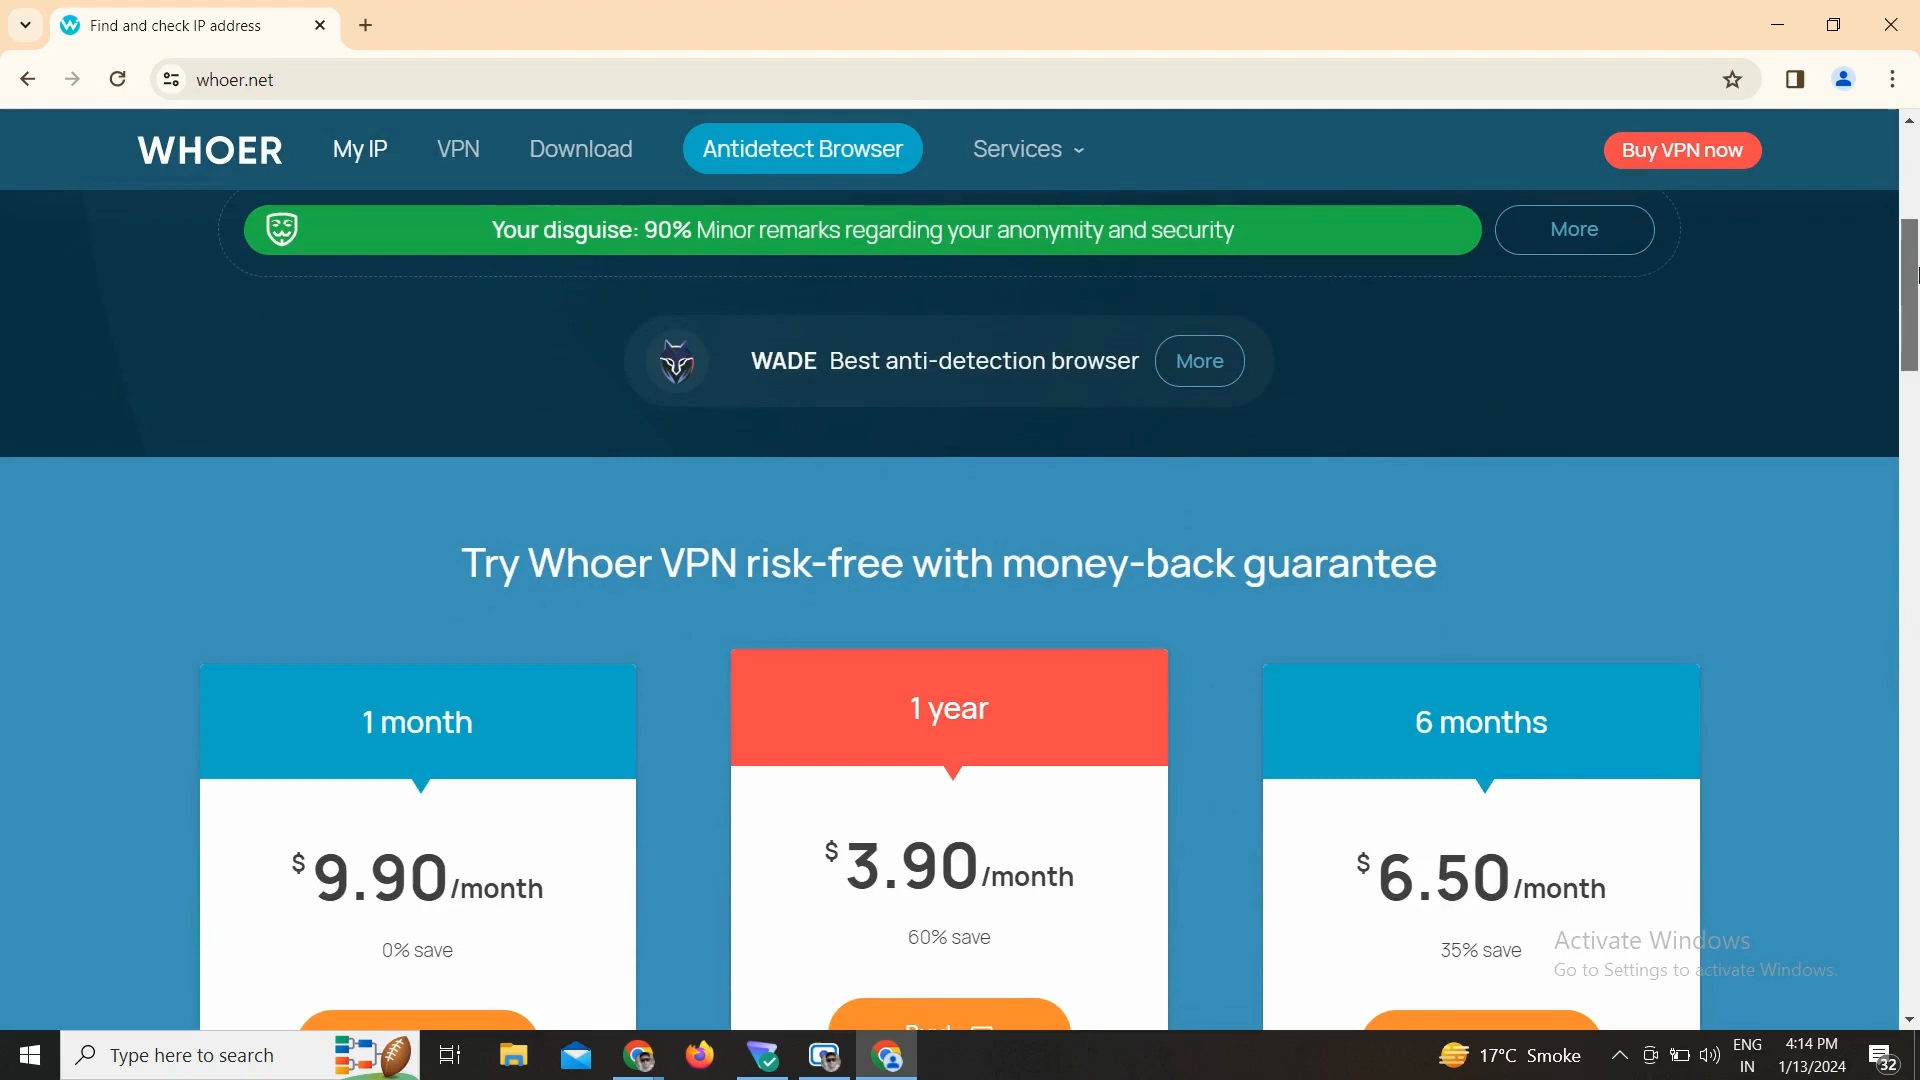 Find and check IP address
whoer.net
WHOER My IP VPN Download Antidetect Browser Services Buy VPN now
Your disguise: 90% Minor remarks regarding your anonymity and security More
WADE Best anti-detection browser More
Try Whoer VPN risk-free with money-back guarantee
1 month 1 year 6 months
$9.90/month $3.90/month $6.50/month
0% save 60% save 35% save
Activate Windows
Go to Settings to activate Windows.
Type here to search 17°C Smoke ENG 4:14 PM
IN 1/13/2024 32